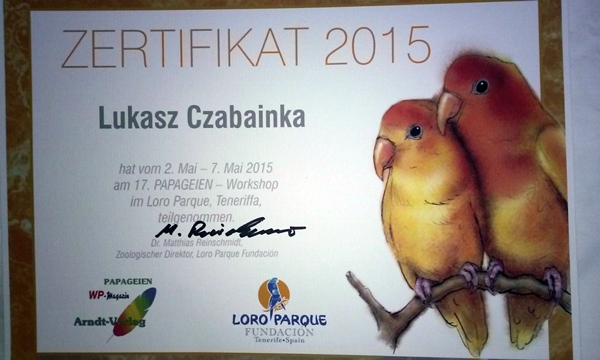 ZERTIFIKAT 2015
Lukasz Czabainka
hat vom 2. Mai – 7. Mai 2015
am 17. PAPAGEIEN – Workshop
im Loro Parque, Teneriffa,
teilgenommen.
Dr. Matthias Reinschmidt,
Zoologischer Direktor, Loro Parque Fundación
PAPAGEIEN
WP-Magazin
Arndt-Verlag
LORO PARQUE
FUNDACIÓN
Tenerife•Spain